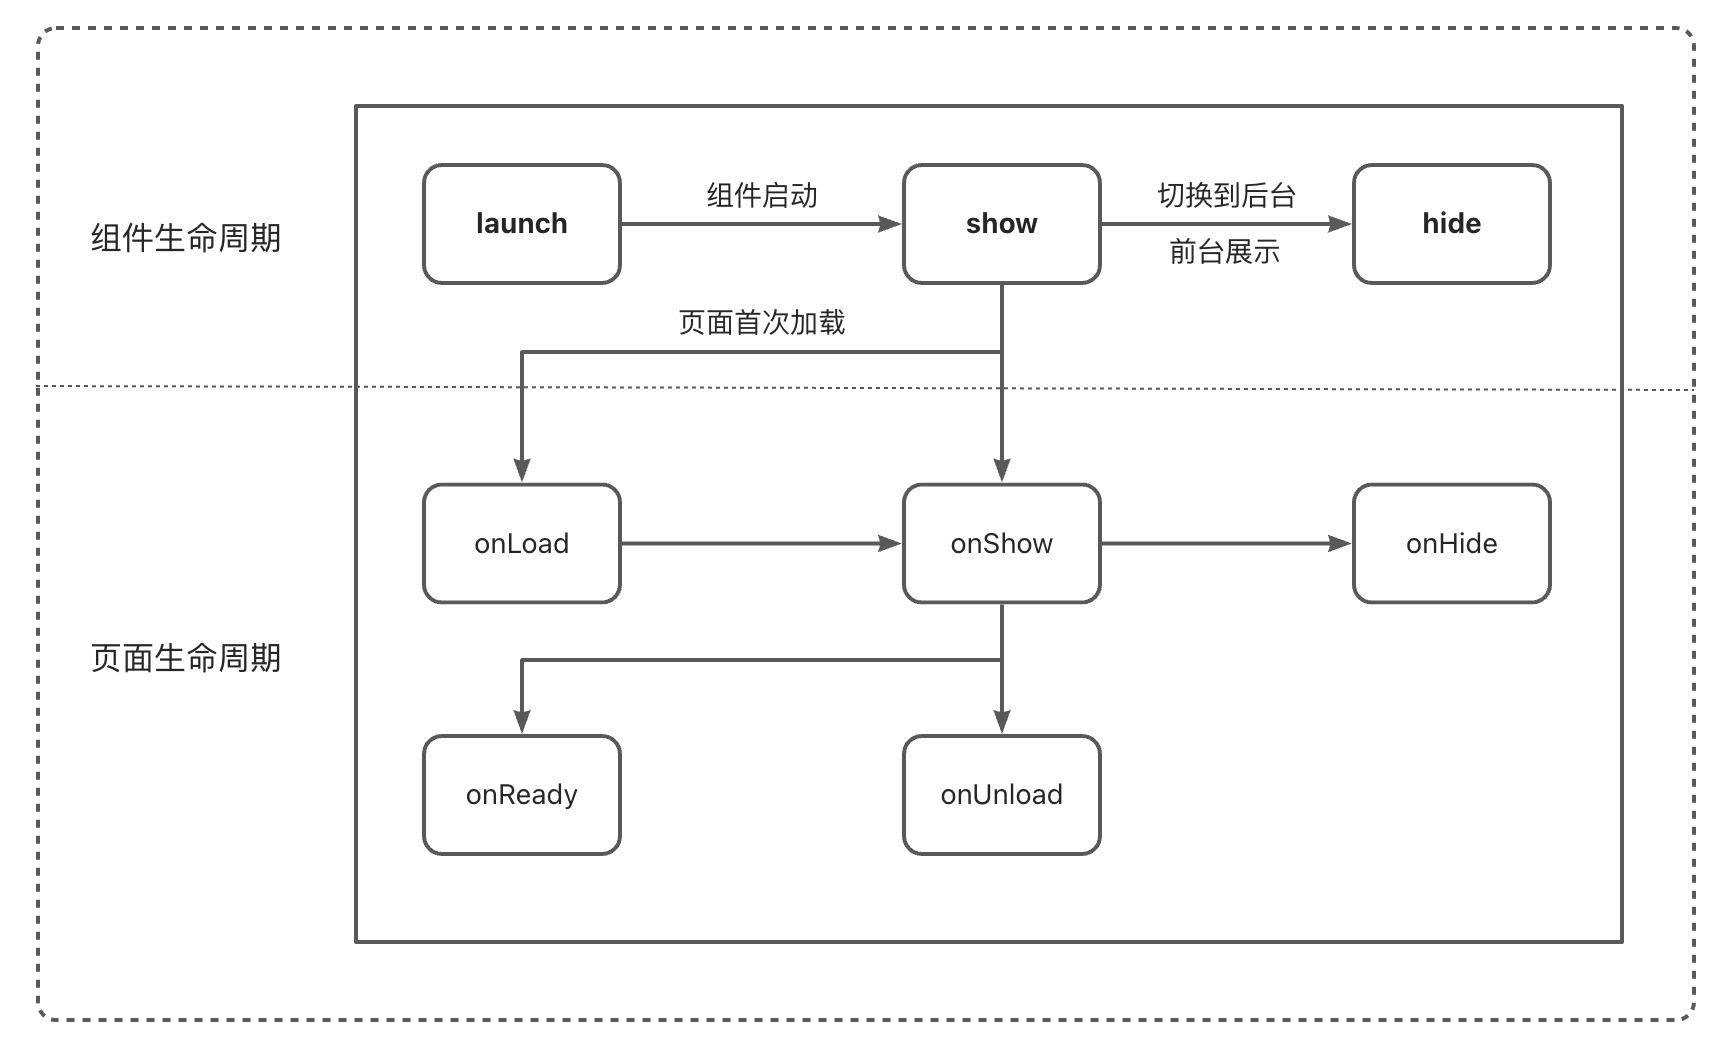 组件生命周期
launch
组件启动
show
切换到后台
前台展示
hide
页面首次加载
页面生命周期
onLoad
onShow
onHide
onReady
onUnload